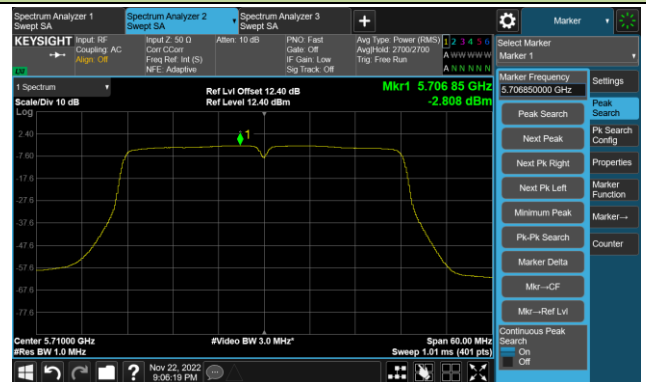 Spectrum Analyzer 1
Swept SA
Spectrum Analyzer 2
Swept SA
Spectrum Analyzer 3
Swept SA
+
Marker
KEYSIGHT
Input: RF
Coupling: AC
Align: Off
Input Z: 50 Ω
Corr CCorr
Freq Ref: Int (S)
NFE: Adaptive
Atten: 10 dB
PNO: Fast
Gate: Off
IF Gain: Low
Sig Track: Off
Avg Type: Power (RMS)
Avg|Hold: 2700/2700
Trig: Free Run
1 2 3 4 5 6
A W W W W W
A N N N N N
Select Marker
Marker 1
1 Spectrum
Scale/Div 10 dB
Log
Ref Lvl Offset 12.40 dB
Ref Level 12.40 dBm
Mkr1 5.706 85 GHz
-2.808 dBm
1
2.40
-7.60
-17.6
-27.6
-37.6
-47.6
-57.6
-67.6
-77.6
Center 5.71000 GHz
#Res BW 1.0 MHz
#Video BW 3.0 MHz*
Span 60.00 MHz
Sweep 1.01 ms (401 pts)
Marker Frequency
5.706850000 GHz
Peak Search
Next Peak
Next Pk Right
Next Pk Left
Minimum Peak
Pk-Pk Search
Marker Delta
Mkr→CF
Mkr→Ref Lvl
Continuous Peak
Search
On
Off
Settings
Peak
Search
Pk Search
Config
Properties
Marker
Function
Marker→
Counter
?
Nov 22, 2022
9:06:19 PM